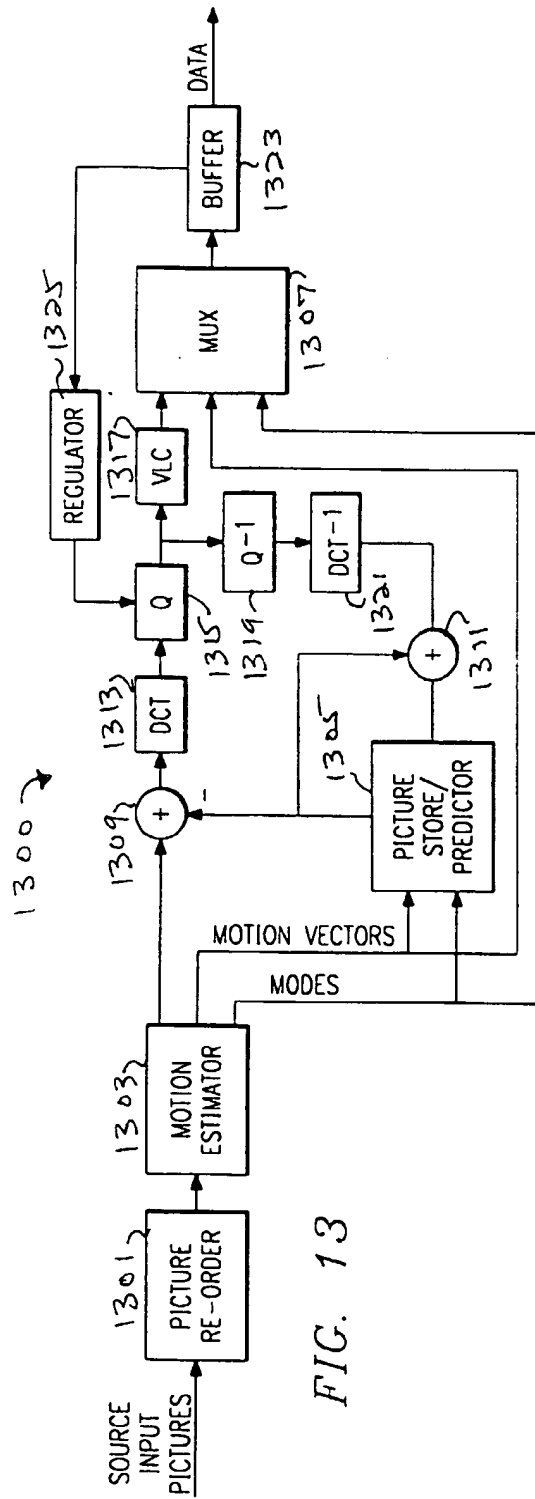 1300
SOURCE
INPUT
PICTURES
1301
PICTURE
RE-ORDER
1303
MOTION
ESTIMATOR
MOTION VECTORS
MODES
1309
+
-
1313
DCT
1315
Q
1325
REGULATOR
1317
VLC
1319
Q-1
1321
DCT-1
1311
+
1305
PICTURE
STORE/
PREDICTOR
MUX
1307
BUFFER
1323
DATA
FIG. 13